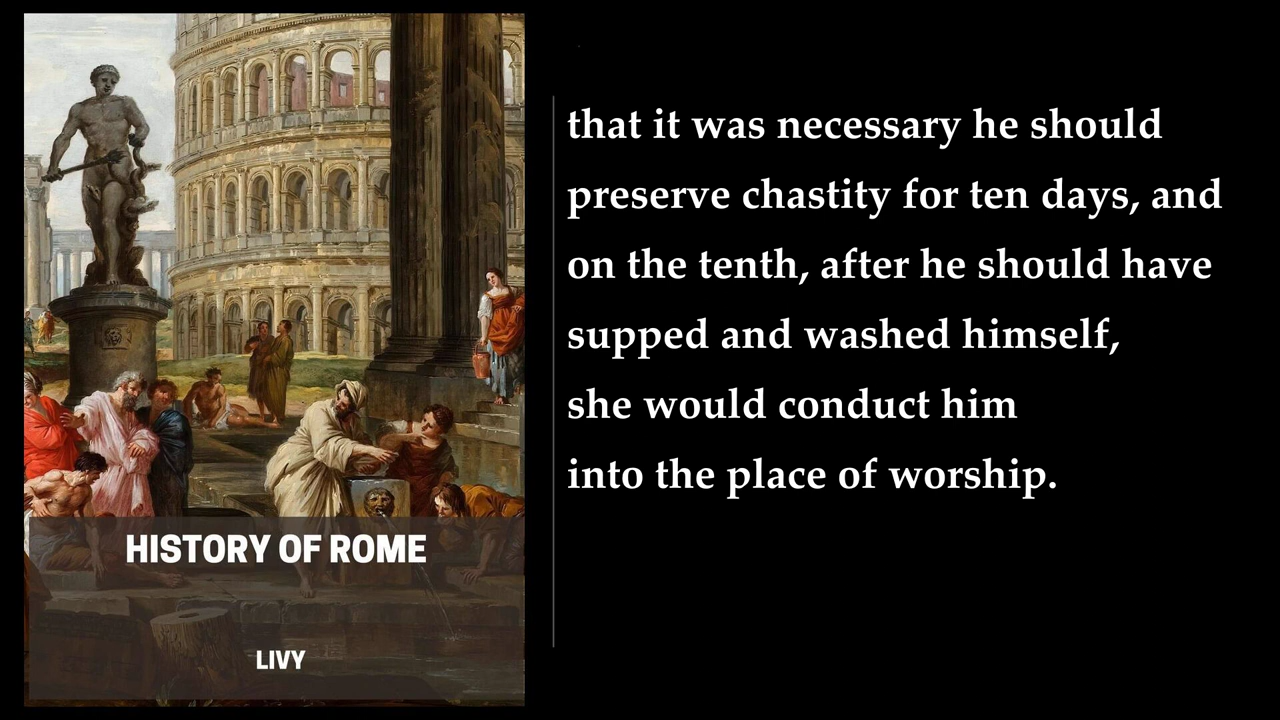 HISTORY OF ROME
LIVY
that it was necessary he should
preserve chastity for ten days, and
on the tenth, after he should have
supped and washed himself,
she would conduct him
into the place of worship.